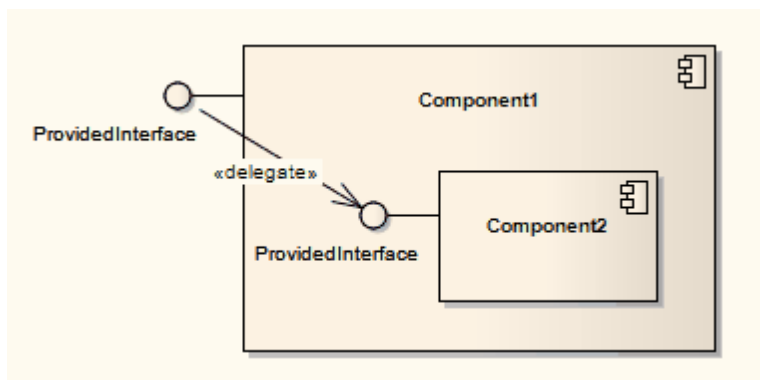 Component1
ProvidedInterface
«delegate»
Component2
ProvidedInterface